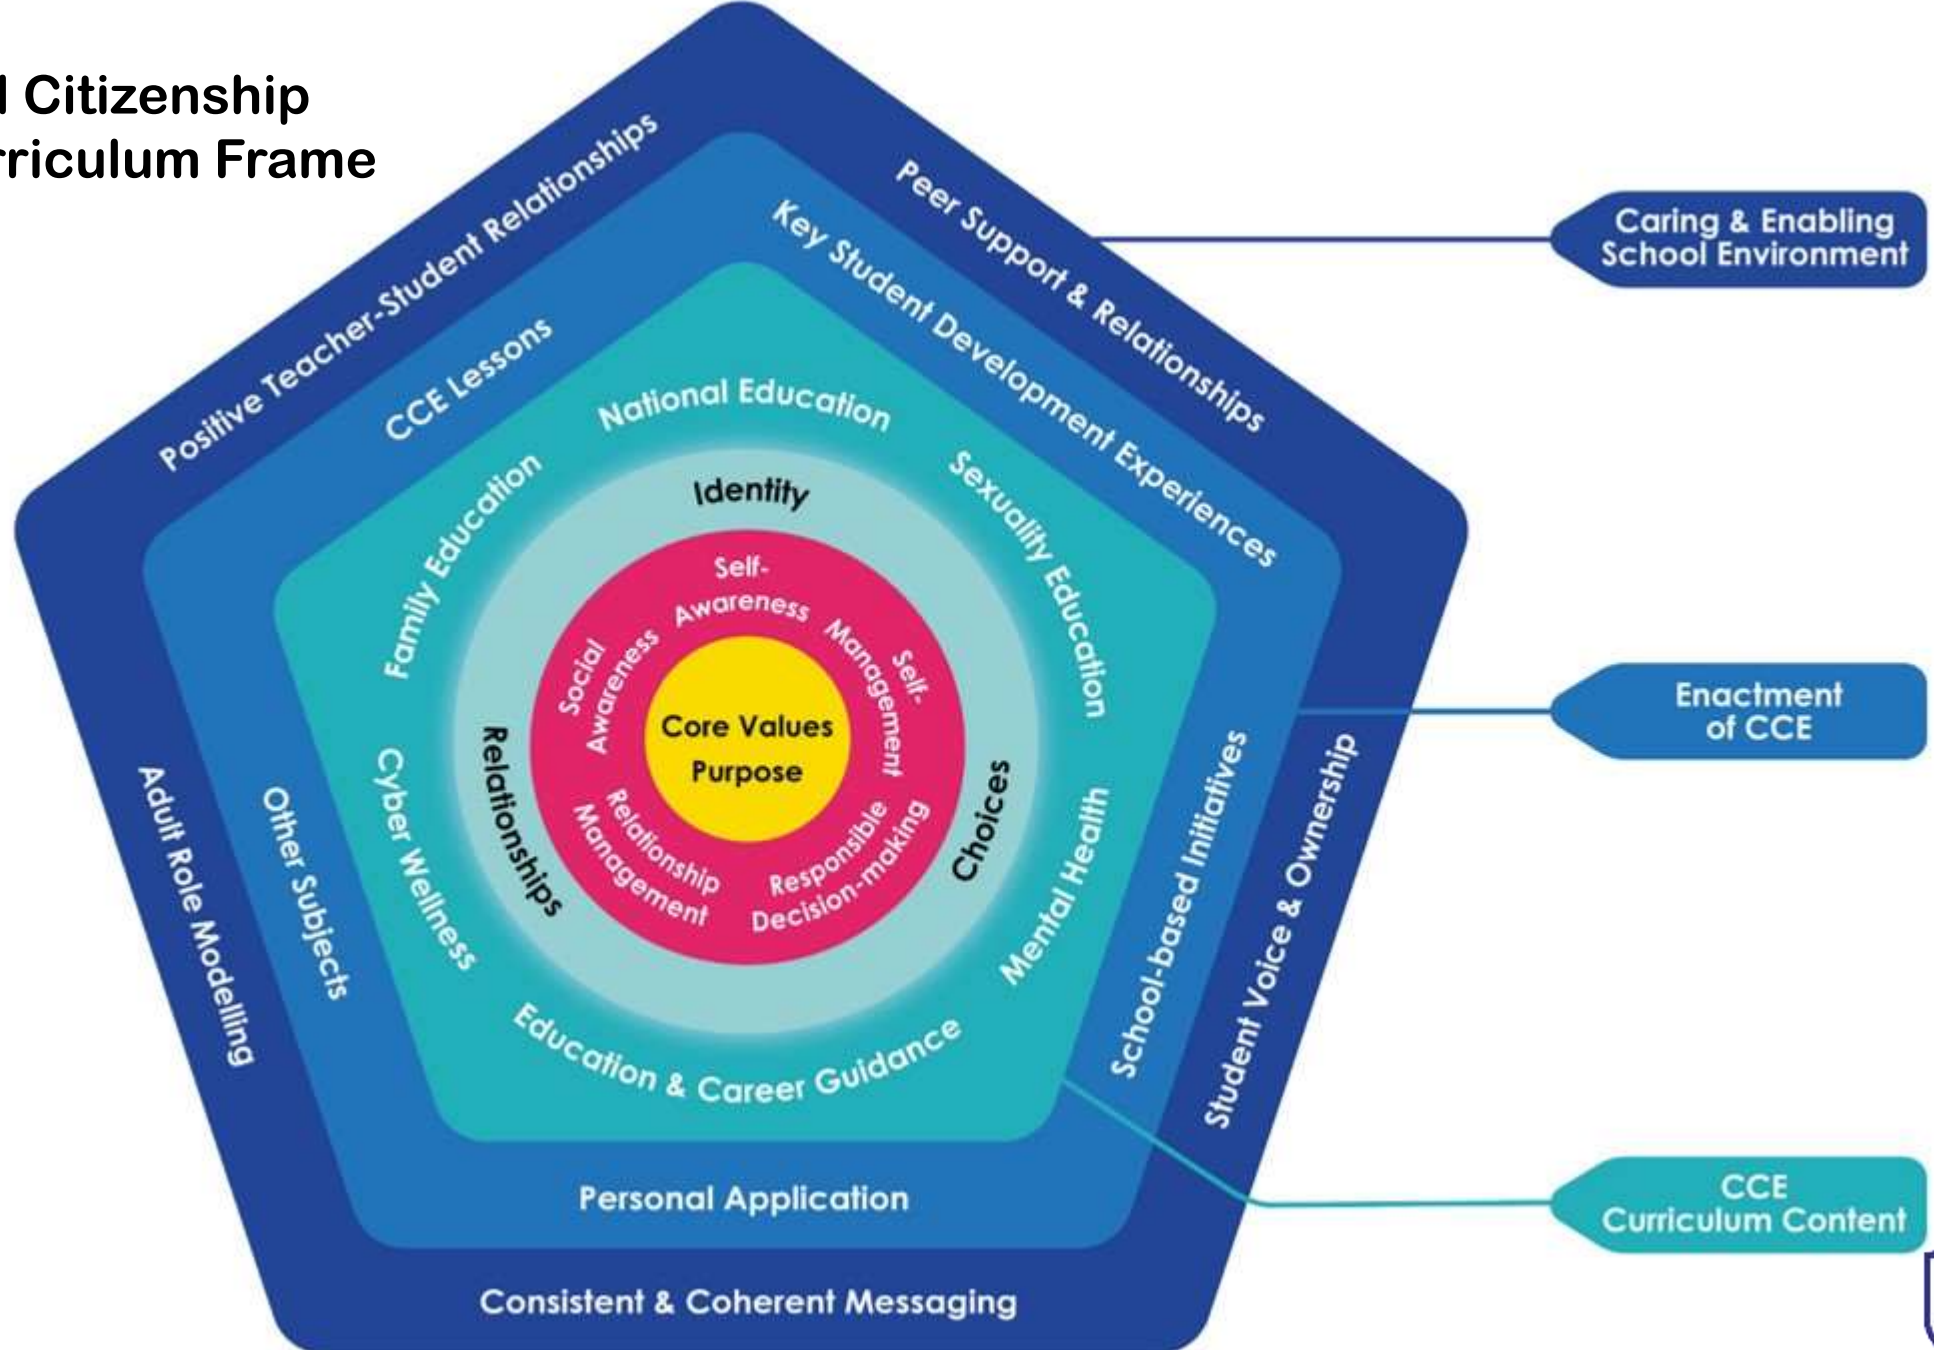 l Citizenship
rriculum Frame
Positive Teacher-Student Relationships
Peer Support & Relationships
Caring & Enabling
School Environment
CCE Lessons
Key Student Development Experiences
National Education
Family Education
Sexuality Education
Identity
Self-
Awareness
Social
Awareness
Self-
Management
Core Values
Purpose
Enactment
of CCE
Relationships
Choices
Relationship
Management
Responsible
Decision-making
Cyber Wellness
Mental Health
Other Subjects
School-based Initiatives
Adult Role Modelling
Student Voice & Ownership
Education & Career Guidance
CCE
Curriculum Content
Personal Application
Consistent & Coherent Messaging